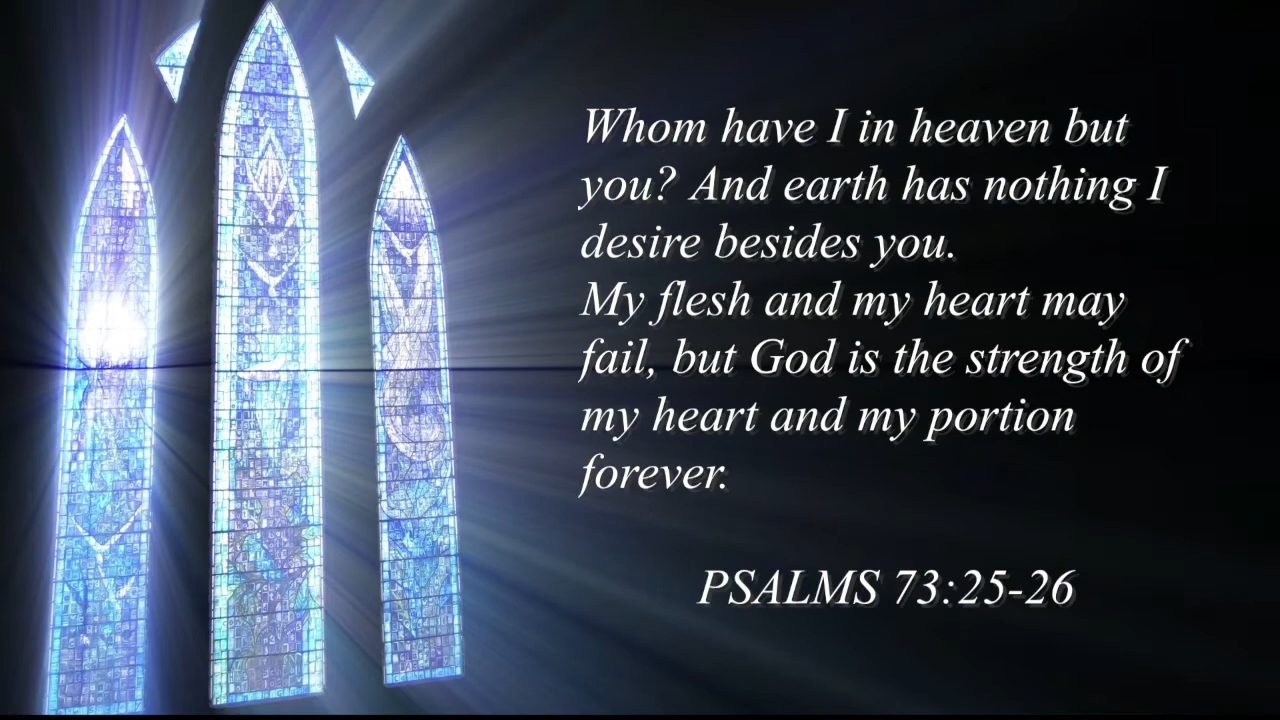 Whom have I in heaven but
you? And earth has nothing I
desire besides you.
My flesh and my heart may
fail, but God is the strength of
my heart and my portion
forever.
PSALMS 73:25-26